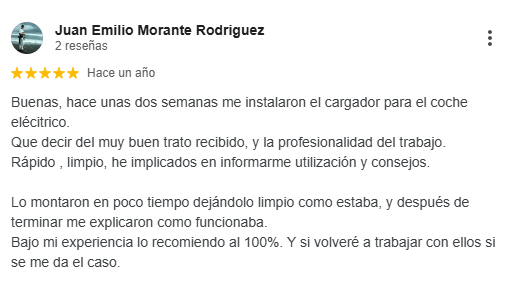 Juan Emilio Morante Rodriguez
2 reseñas
Hace un año
Buenas, hace unas dos semanas me instalaron el cargador para el coche
elécitrico.
Que decir del muy buen trato recibido, y la profesionalidad del trabajo.
Rápido , limpio, he implicados en informarme utilización y consejos.
Lo montaron en poco tiempo dejándolo limpio como estaba, y después de
terminar me explicaron como funcionaba.
Bajo mi experiencia lo recomiendo al 100%. Y si volveré a trabajar con ellos si
se me da el caso.